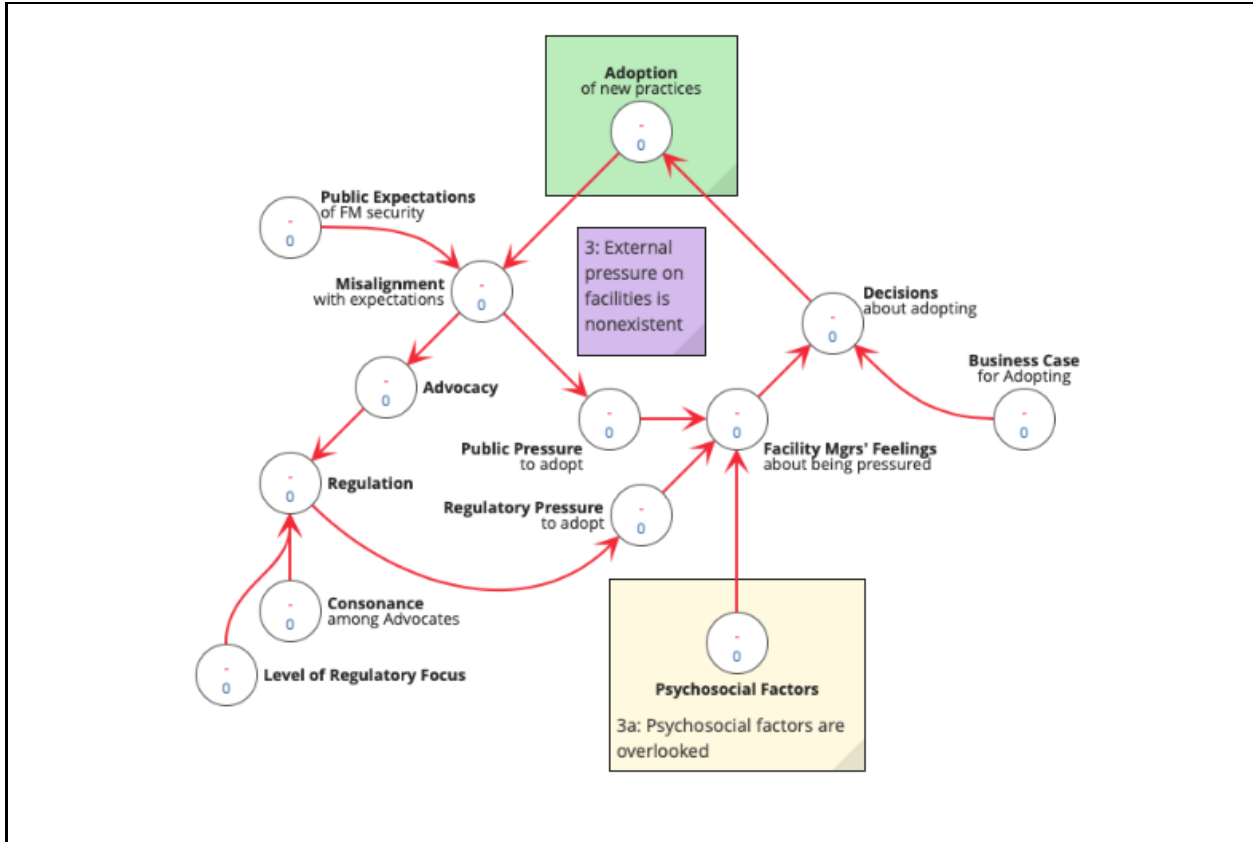 Adoption
of new practices
-
0
Public Expectations
of FM security
-
0
3: External
pressure on
facilities is
nonexistent
Misalignment
with expectations
-
0
Decisions
about adopting
-
0
Business Case
for Adopting
-
0
Advocacy
-
0
Public Pressure
to adopt
-
0
Facility Mgrs' Feelings
about being pressured
-
0
Regulation
-
0
Regulatory Pressure
to adopt
-
0
Consonance
among Advocates
-
0
Level of Regulatory Focus
-
0
-
0
Psychosocial Factors
3a: Psychosocial factors are
overlooked